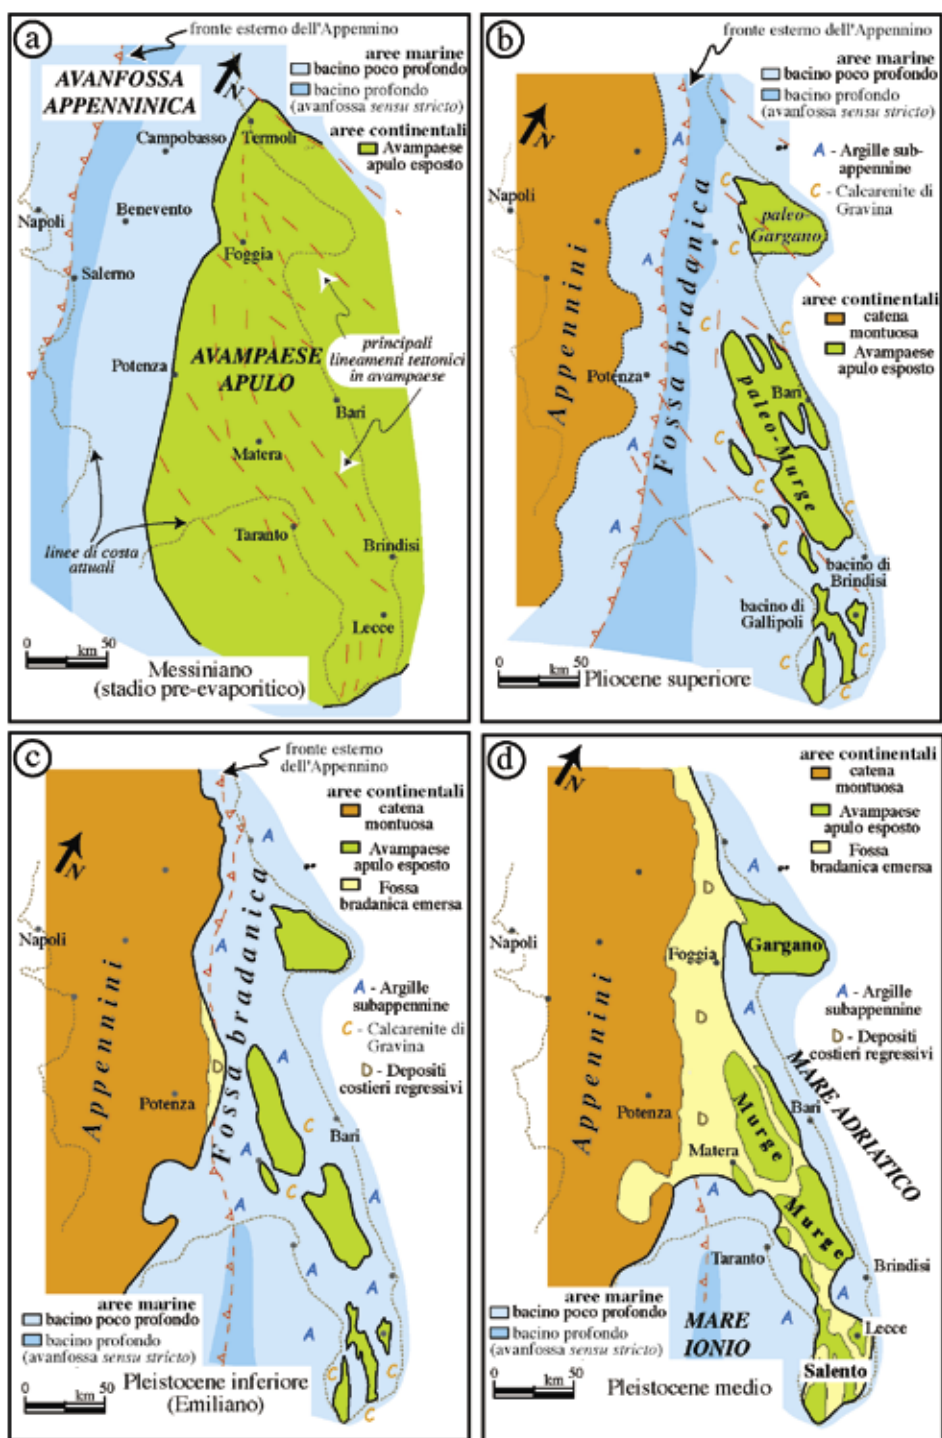 a
fronte esterno dell'Appennino
aree marine
bacino poco profondo
bacino profondo
(avanfossa sensu stricto)
aree continentali
Avampaese
apulo esposto
AVANFOSSA
APPENNINICA
N
Campobasso
Termoli
Napoli
Benevento
Foggia
Salerno
principali
lineamenti tettonici
in avampaese
Potenza
AVAMPAESE
APULO
Bari
Matera
Taranto
linee di costa
attuali
Brindisi
Lecce
0 50
km
Messiniano
(stadio pre-evaporitico)
b
fronte esterno dell'Appennino
aree marine
bacino poco profondo
bacino profondo
(avanfossa sensu stricto)
A - Argille sub-
appennine
C - Calcarenite di
Gravina
N
A
C
Napoli
paleo-
Gargano
C
Appennini
Fossa bradanica
aree continentali
catena
montuosa
Avampaese
apulo esposto
A
C
C
Potenza
Bari
paleo-Murge
A
C
C
C
A
bacino di
Brindisi
bacino di
Gallipoli
C
C
C
0 50
km
Pliocene superiore
c
fronte esterno
dell'Appennino
aree continentali
catena
montuosa
Avampaese
apulo esposto
Fossa
bradanica emersa
N
A
Napoli
A
Appennini
Fossa bradanica
A - Argille
subappennine
C - Calcarenite di
Gravina
D - Depositi
costieri regressivi
A
D
Potenza
C
Bari
A
C
A
A
A
A
A
aree marine
bacino poco profondo
bacino profondo
(avanfossa sensu stricto)
C
C
C
0 50
km
Pleistocene inferiore
(Emiliano)
d
aree continentali
catena
montuosa
Avampaese
apulo esposto
Fossa
bradanica emersa
N
A
D
Napoli
Foggia
Gargano
Appennini
A
D
A - Argille
subappennine
D - Depositi
costieri regressivi
MARE ADRIATICO
Potenza
D
Murge
Bari
Matera
A
Murge
Taranto
Brindisi
A
A
aree marine
bacino poco profondo
bacino profondo
(avanfossa sensu stricto)
MARE
IONIO
Lecce
Salento
0 50
km
Pleistocene medio